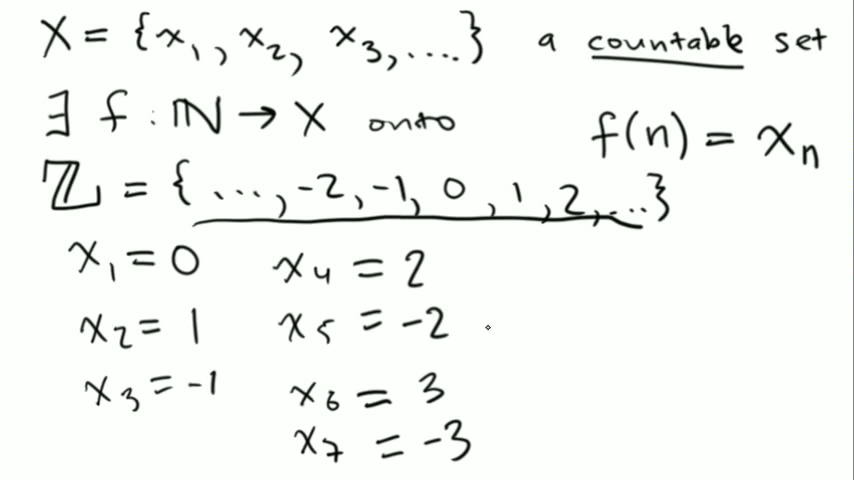 X = {x₁, x₂, x₃, ....} a countable set
∃ f : ℕ → X onto f(n) = xₙ
ℤ = { ..., -2, -1, 0, 1, 2, ...}
x₁ = 0 x₄ = 2
x₂ = 1 x₅ = -2
x₃ = -1 x₆ = 3
x₇ = -3